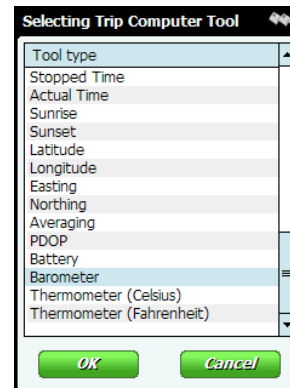 Selecting Trip Computer Tool
Tool type
Stopped Time
Actual Time
Sunrise
Sunset
Latitude
Longitude
Easting
Northing
Averaging
PDOP
Battery
Barometer
Thermometer (Celsius)
Thermometer (Fahrenheit)
OK
Cancel